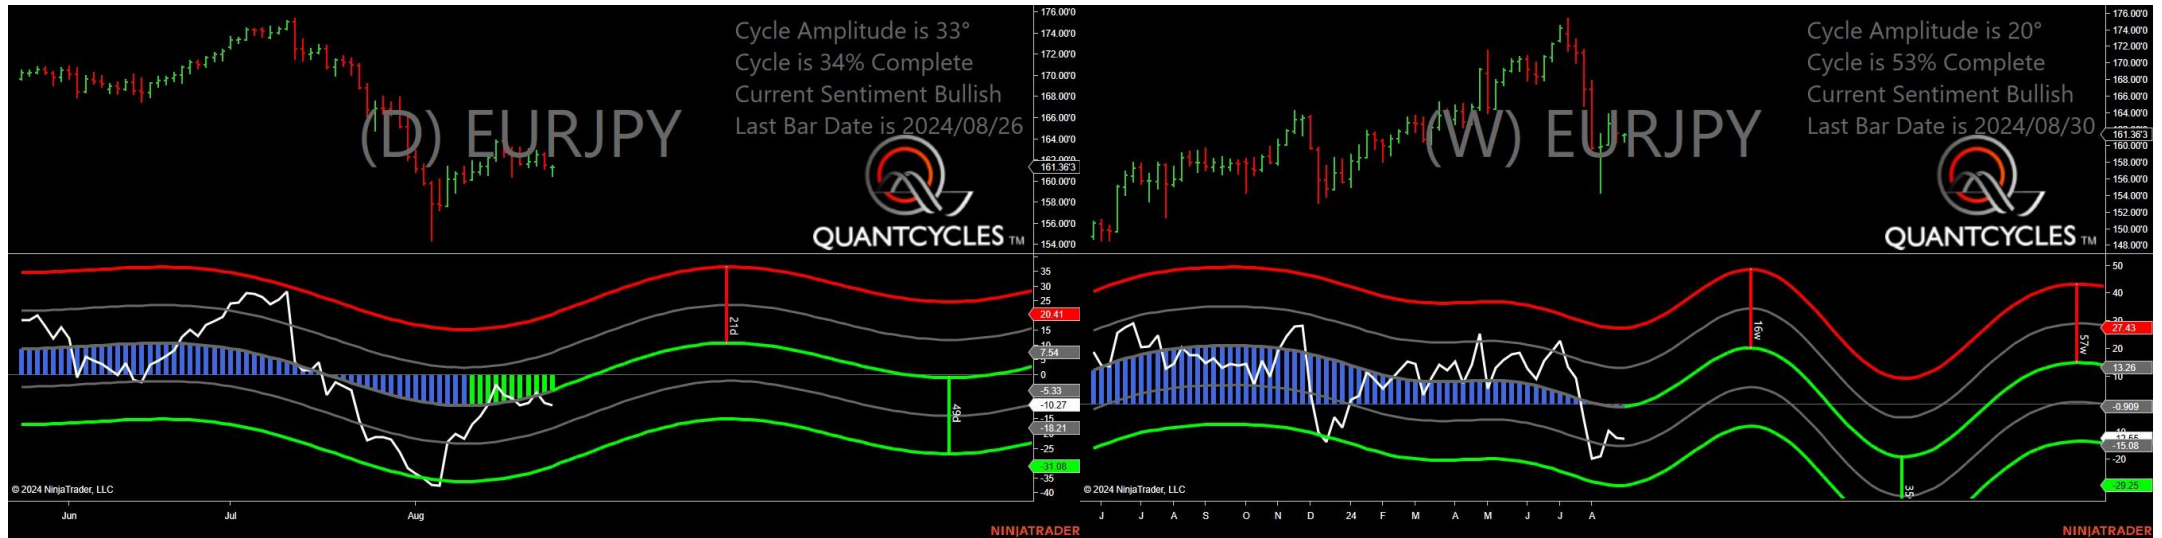 Cycle Amplitude is 33°
Cycle is 34% Complete
Current Sentiment Bullish
Last Bar Date is 2024/08/26
(D) EURJPY
QUANTCYCLES TM
176.00'0
174.00'0
172.00'0
170.00'0
168.00'0
166.00'0
164.00'0
162.00'0
161.36'3
160.00'0
158.00'0
156.00'0
154.00'0
21d
49d
35
30
25
20.41
15
10
7.54
5
0
-5.33
-10.27
-15
-18.21
-25
-31.08
-35
-40
© 2024 NinjaTrader, LLC
Jun
Jul
Aug
NINJATRADER
Cycle Amplitude is 20°
Cycle is 53% Complete
Current Sentiment Bullish
Last Bar Date is 2024/08/30
(W) EURJPY
QUANTCYCLES TM
176.00'0
174.00'0
172.00'0
170.00'0
168.00'0
166.00'0
164.00'0
161.36'3
160.00'0
158.00'0
156.00'0
154.00'0
152.00'0
150.00'0
148.00'0
16w
57w
35
50
40
30
27.43
20
13.26
10
-0.909
-15.08
-20
-29.25
© 2024 NinjaTrader, LLC
J J A S O N D 24 F M A M J J A
NINJATRADER